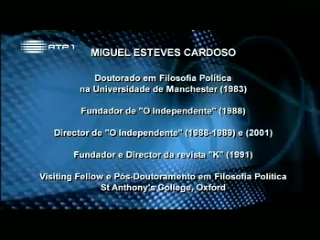 RTP1
MIGUEL ESTEVES CARDOSO
Doutorado em Filosofia Política
na Universidade de Manchester (1983)
Fundador de "O Independente" (1988)
Director de "O Independente" (1988-1989) e (2001)
Fundador e Director da revista "K" (1991)
Visiting Fellow e Pós-Doutoramento em Filosofia Política
St Anthony's College, Oxford